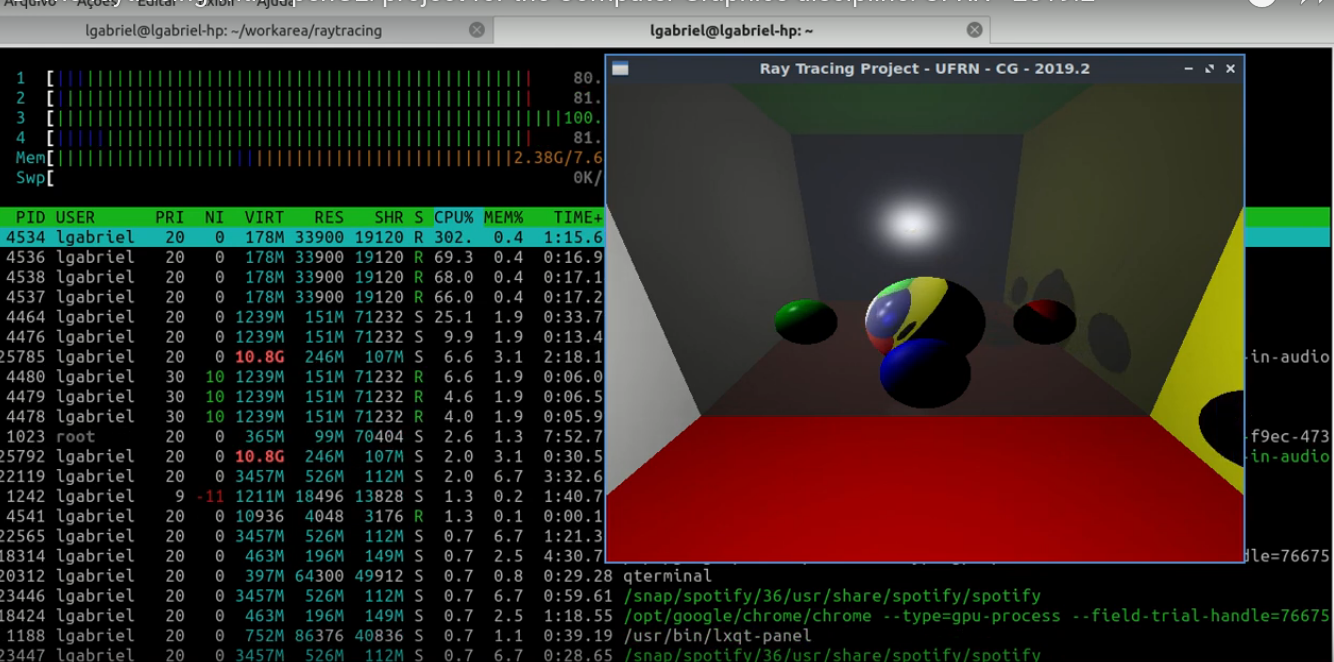 Arquivo Ações Editar Ajuda
lgabriel@lgabriel-hp: ~/workarea/raytracing
lgabriel@lgabriel-hp: ~
Ray Tracing Project - UFRN - CG - 2019.2
1 [ 80.
2 [ 81.
3 [ 100.
4 [ 81.
Mem[ 2.38G/7.6
Swp[ 0K/
PID USER PRI NI VIRT RES SHR S CPU% MEM% TIME+
4534 lgabriel 20 0 178M 33900 19120 R 302. 0.4 1:15.6
4536 lgabriel 20 0 178M 33900 19120 R 69.3 0.4 0:16.9
4538 lgabriel 20 0 178M 33900 19120 R 68.0 0.4 0:17.1
4537 lgabriel 20 0 178M 33900 19120 R 66.0 0.4 0:17.2
4464 lgabriel 20 0 1239M 151M 71232 S 25.1 1.9 0:33.7
4476 lgabriel 20 0 1239M 151M 71232 S 9.9 1.9 0:13.4
25785 lgabriel 20 0 10.8G 246M 107M S 6.6 3.1 2:18.1 -in-audio
4480 lgabriel 30 10 1239M 151M 71232 R 6.6 1.9 0:06.0
4479 lgabriel 30 10 1239M 151M 71232 R 4.6 1.9 0:06.5
4478 lgabriel 30 10 1239M 151M 71232 R 4.0 1.9 0:05.9
1023 root 20 0 365M 99M 70404 S 2.6 1.3 7:52.7 -f9ec-473
25792 lgabriel 20 0 10.8G 246M 107M S 2.0 3.1 0:30.5 -in-audio
22119 lgabriel 20 0 3457M 526M 112M S 2.0 6.7 3:32.6
1242 lgabriel 9 -11 1211M 18496 13828 S 1.3 0.2 1:40.7
4541 lgabriel 20 0 10936 4048 3176 R 1.3 0.1 0:00.1
22565 lgabriel 20 0 3457M 526M 112M S 0.7 6.7 1:21.3
18314 lgabriel 20 0 463M 196M 149M S 0.7 2.5 4:30.7 dle=76675
20312 lgabriel 20 0 397M 64300 49912 S 0.7 0.8 0:29.28 qterminal
23446 lgabriel 20 0 3457M 526M 112M S 0.7 6.7 0:59.61 /snap/spotify/36/usr/share/spotify/spotify
18424 lgabriel 20 0 463M 196M 149M S 0.7 2.5 1:18.55 /opt/google/chrome/chrome --type=gpu-process --field-trial-handle=76675
1188 lgabriel 20 0 752M 86376 40836 S 0.7 1.1 0:39.19 /usr/bin/lxqt-panel
23447 lgabriel 20 0 3457M 526M 112M S 0.7 6.7 0:28.65 /snap/spotify/36/usr/share/spotify/spotify